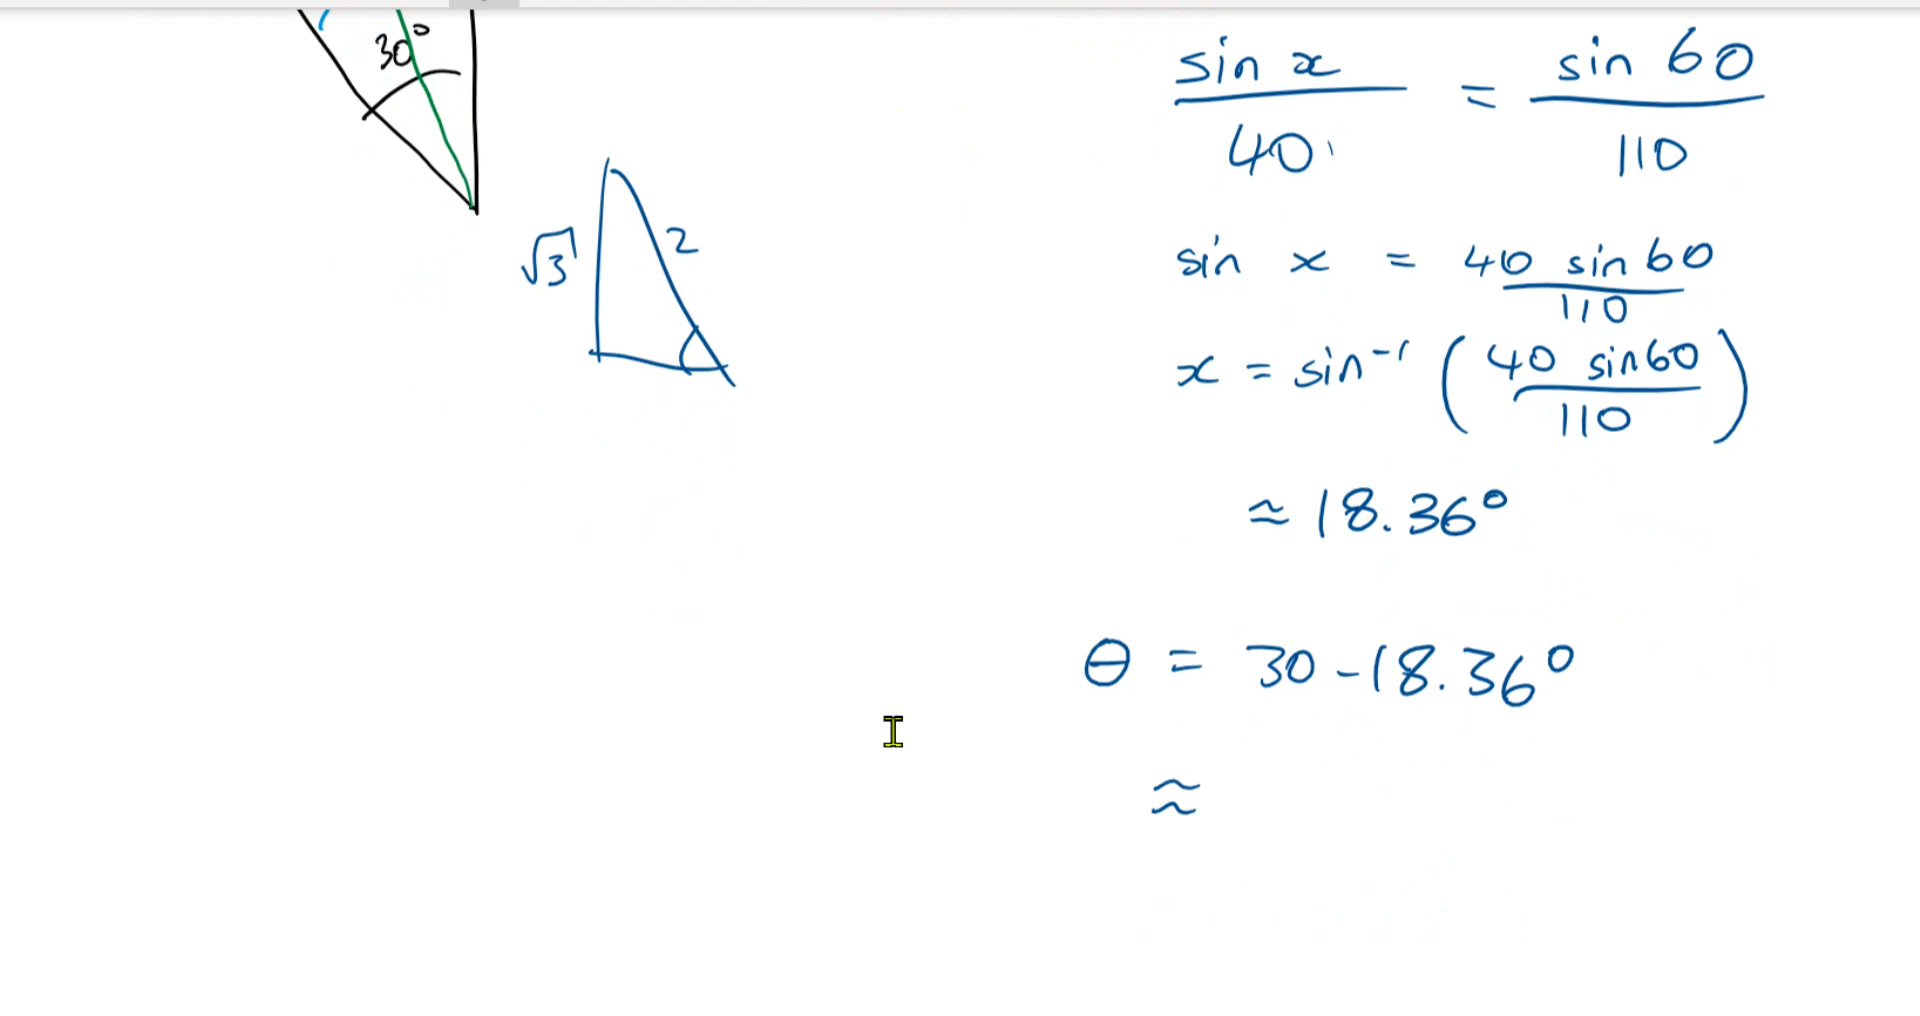 30°
√3
2
sin x / 40 = sin 60 / 110
sin x = 40 sin 60 / 110
x = sin⁻¹ ( 40 sin 60 / 110 )
≈ 18.36°
θ = 30 - 18.36°
≈